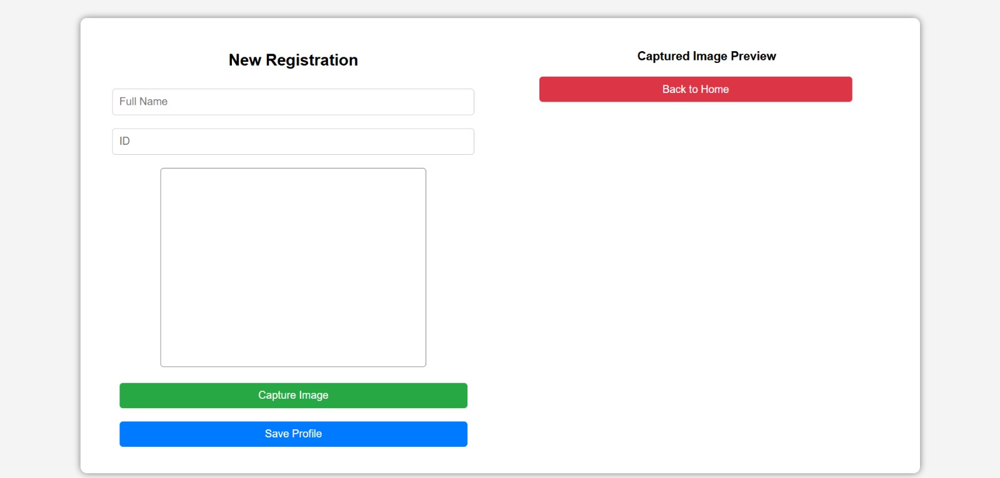 New Registration
Full Name
ID
Capture Image
Save Profile
Captured Image Preview
Back to Home